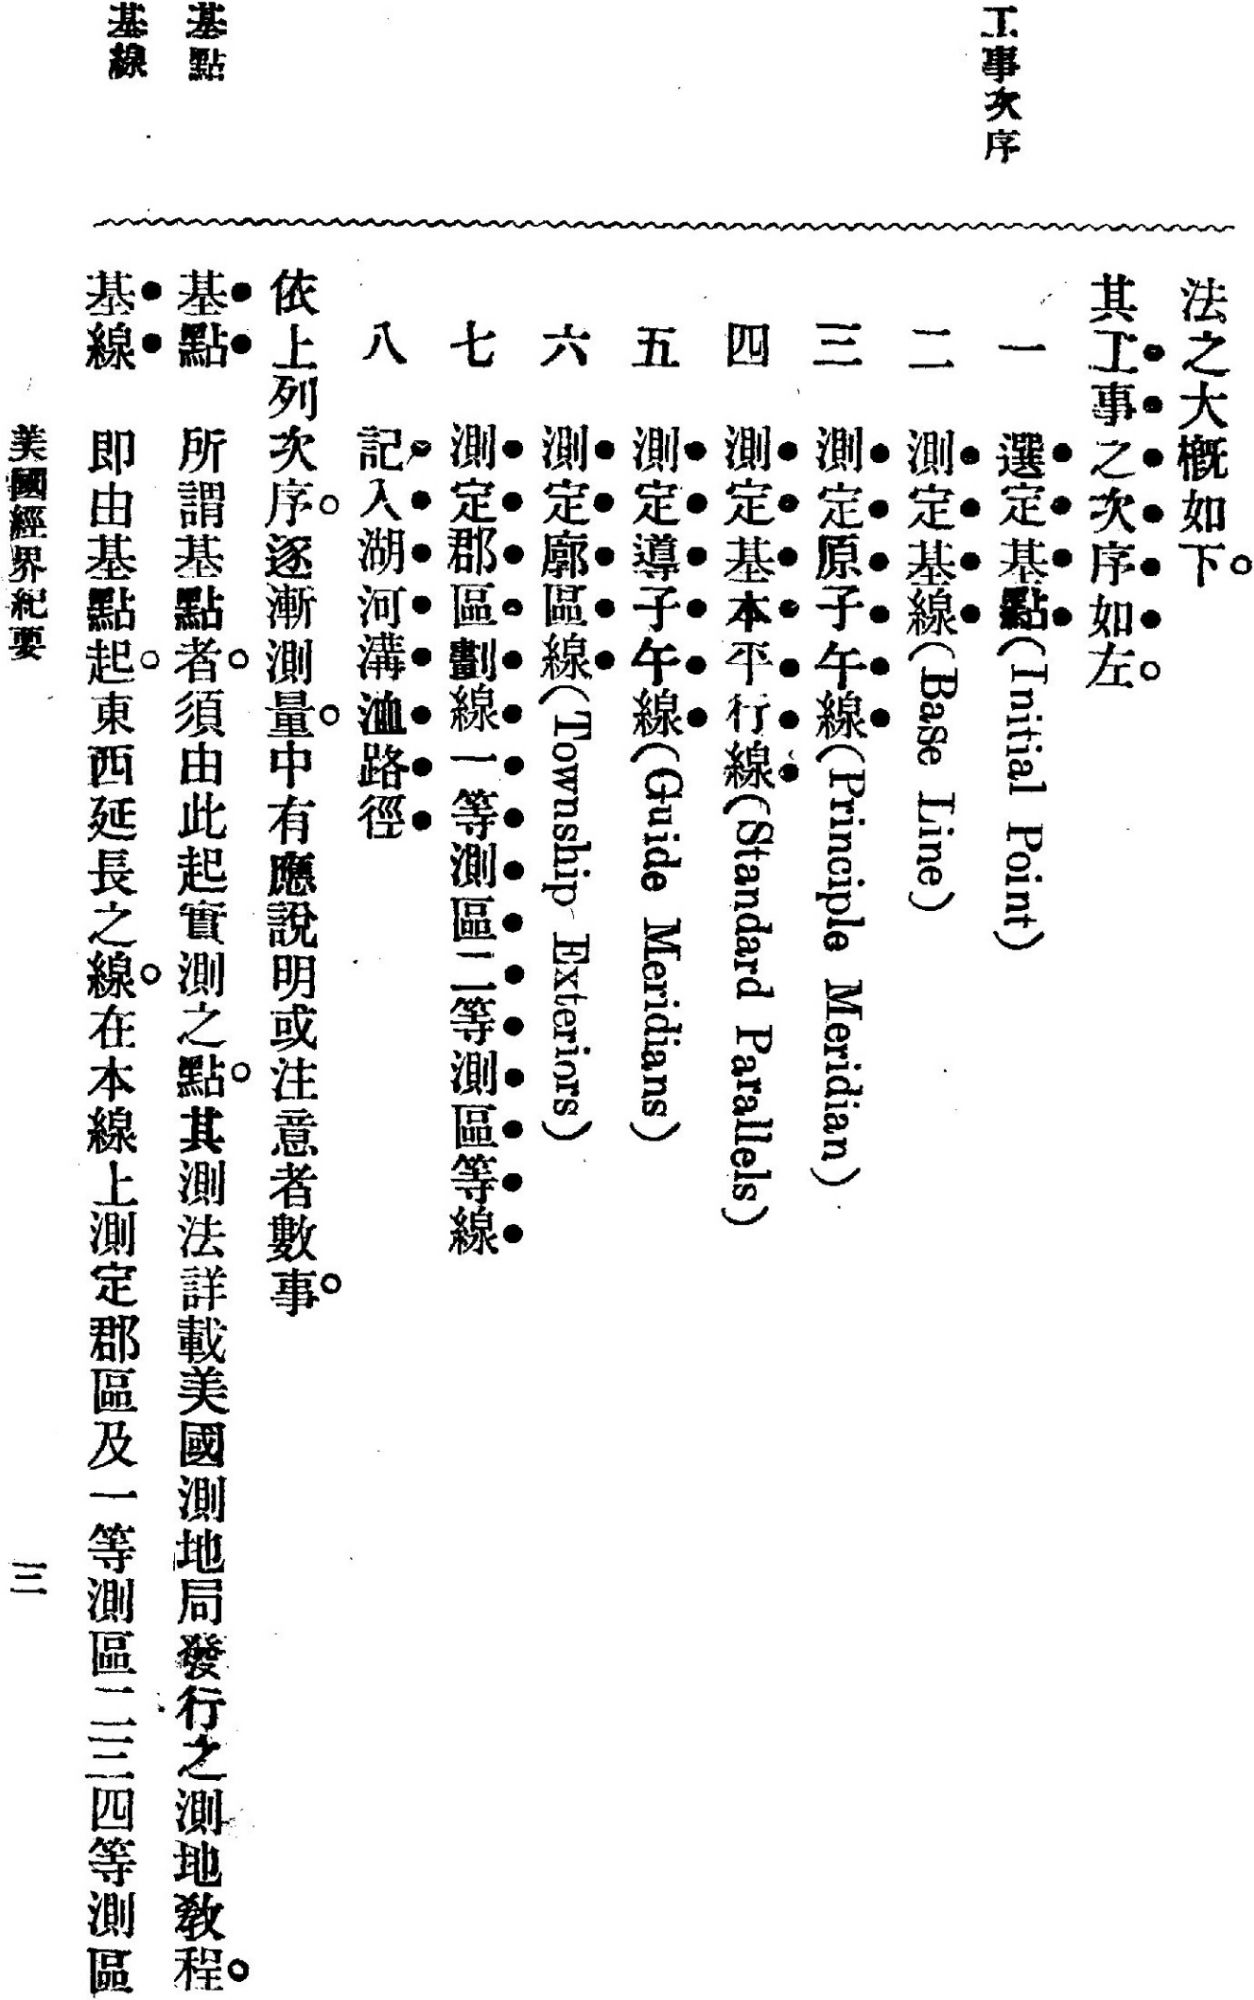 工事次序
基點
基線
法之大概如下。
其工事之次序如左。
一 選定基點(Initial Point)
二 測定基線(Base Line)
三 測定原子午線(Principle Meridian)
四 測定基本平行線(Standard Parallels)
五 測定導子午線(Guide Meridians)
六 測定廓區線(Township Exteriors)
七 測定郡區劃線一等測區二等測區等線
八 記入湖河溝洫路徑
依上列次序。逐漸測量。中有應說明或注意者數事。
基點 所謂基點者。須由此起實測之點。其測法詳載美國測地局發行之測地教程。
基線 即由基點起。東西延長之線。在本線上測定郡區及一等測區二三四等測區
美國經界紀要
三